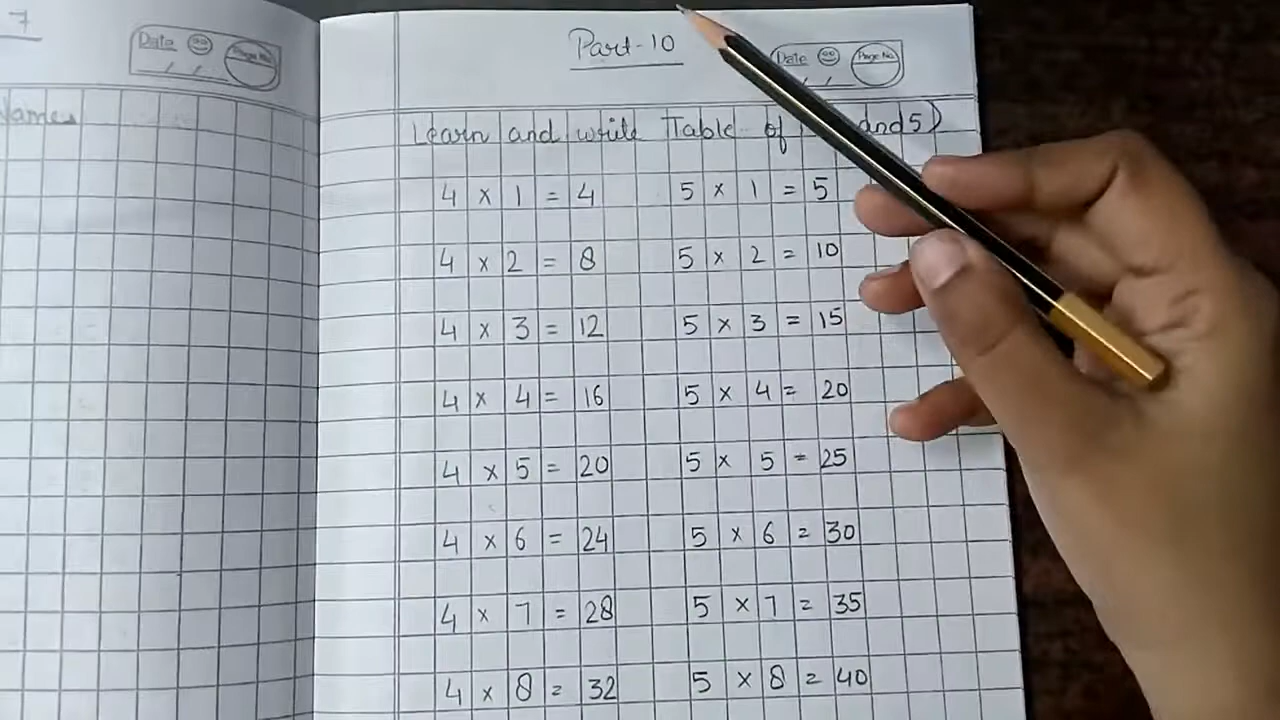 7
Date
Page No.
Names
Part-10
Date
Page No.
Learn and write Table of and 5)
4 x 1 = 4 5 x 1 = 5
4 x 2 = 8 5 x 2 = 10
4 x 3 = 12 5 x 3 = 15
4 x 4 = 16 5 x 4 = 20
4 x 5 = 20 5 x 5 = 25
4 x 6 = 24 5 x 6 = 30
4 x 7 = 28 5 x 7 = 35
4 x 8 = 32 5 x 8 = 40